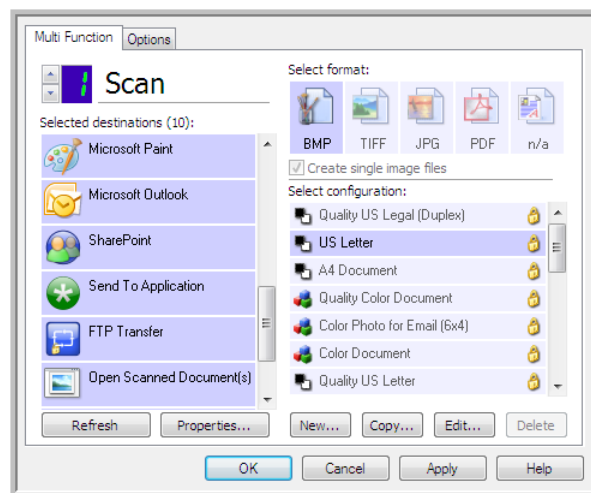 Multi Function
Options
1 Scan
Selected destinations (10):
Microsoft Paint
Microsoft Outlook
SharePoint
Send To Application
FTP Transfer
Open Scanned Document(s)
Refresh
Properties...
Select format:
BMP
TIFF
JPG
PDF
n/a
Create single image files
Select configuration:
Quality US Legal (Duplex)
US Letter
A4 Document
Quality Color Document
Color Photo for Email (6x4)
Color Document
Quality US Letter
New...
Copy...
Edit...
Delete
OK
Cancel
Apply
Help